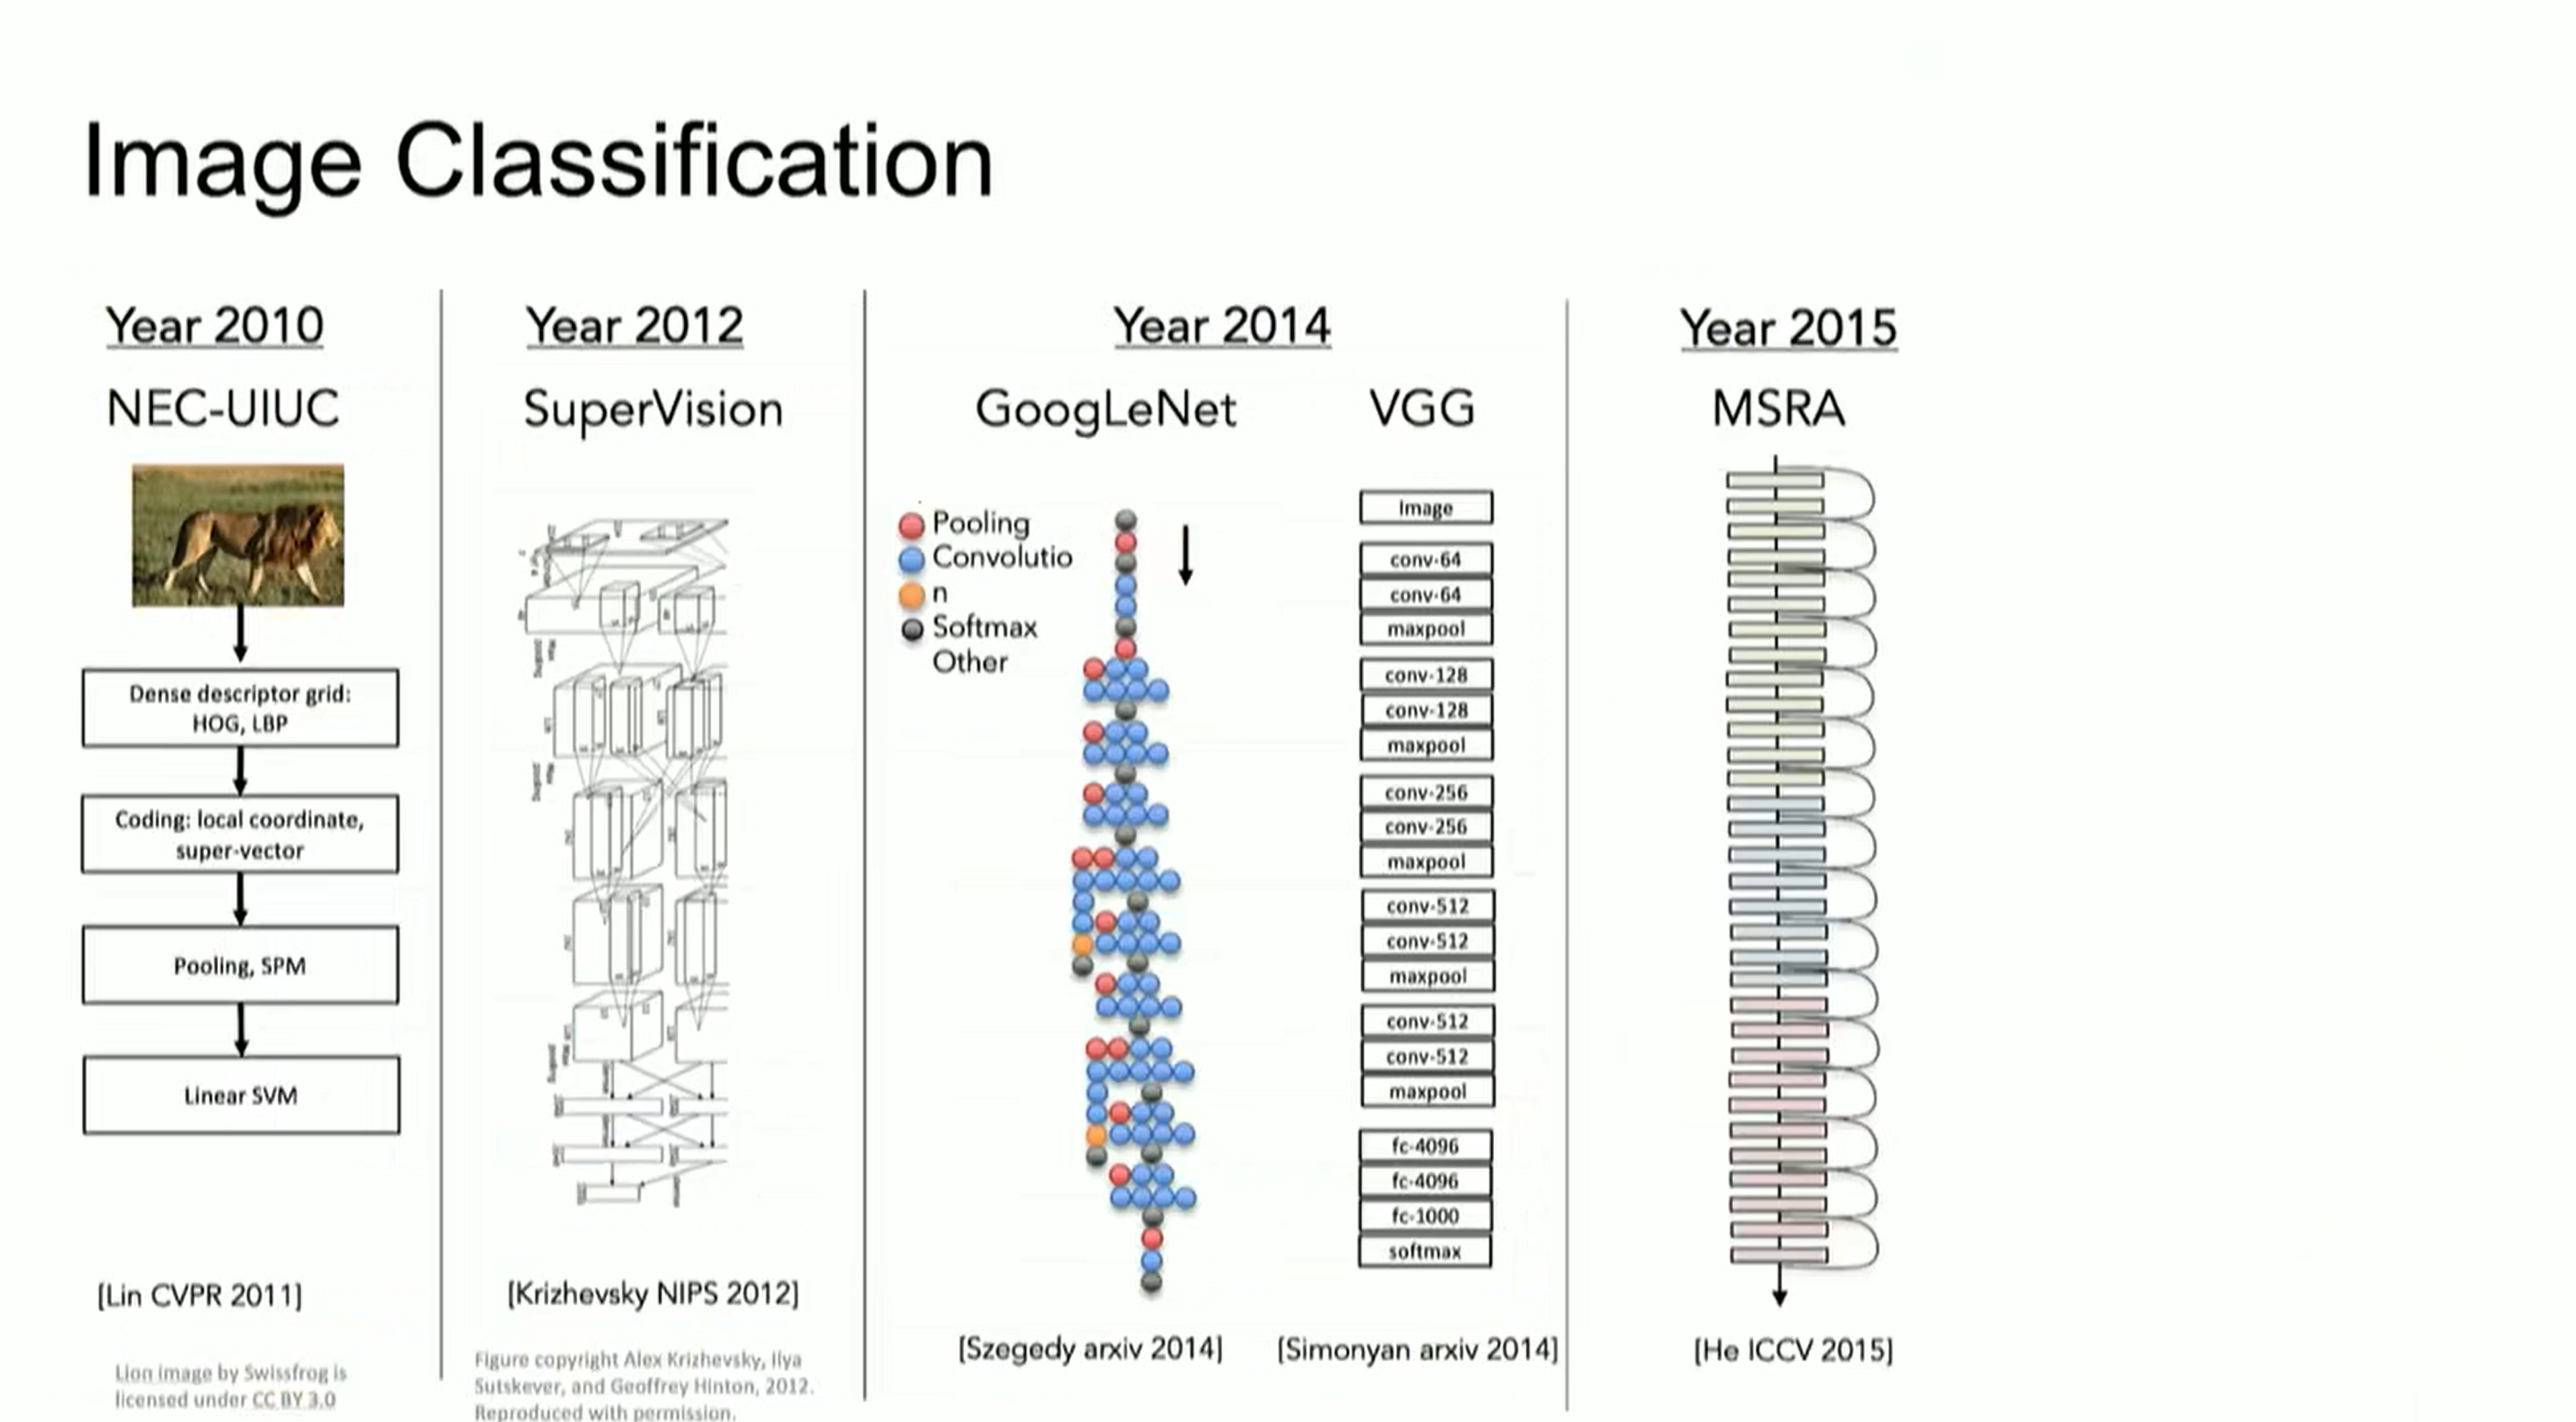 Image Classification
Year 2010
NEC-UIUC
Dense descriptor grid:
HOG, LBP
Coding: local coordinate,
super-vector
Pooling, SPM
Linear SVM
[Lin CVPR 2011]
Lion image by Swissfrog is
licensed under CC BY 3.0
Year 2012
SuperVision
[Krizhevsky NIPS 2012]
Figure copyright Alex Krizhevsky, Ilya
Sutskever, and Geoffrey Hinton, 2012.
Reproduced with permission.
Year 2014
GoogLeNet
Pooling
Convolutio
n
Softmax
Other
[Szegedy arxiv 2014]
VGG
Image
conv-64
conv-64
maxpool
conv-128
conv-128
maxpool
conv-256
conv-256
maxpool
conv-512
conv-512
maxpool
conv-512
conv-512
maxpool
fc-4096
fc-4096
fc-1000
softmax
[Simonyan arxiv 2014]
Year 2015
MSRA
[He ICCV 2015]